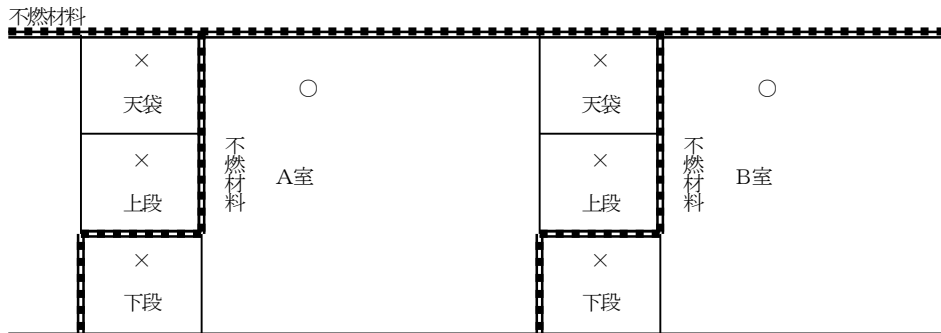 不燃材料
×
天袋
×
上段
×
下段
不燃材料
○
A室
×
天袋
×
上段
×
下段
不燃材料
○
B室